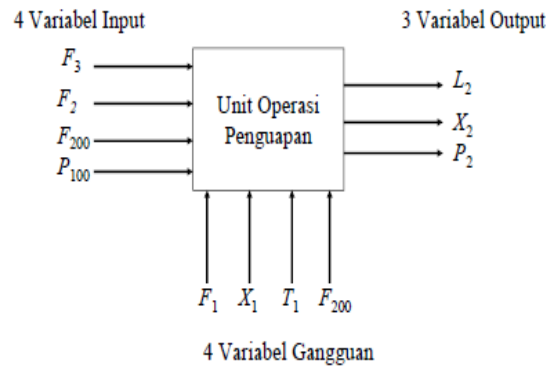 4 Variabel Input
3 Variabel Output
F3
F2
F200
P100
Unit Operasi
Penguapan
L2
X2
P2
F1 X1 T1 F200
4 Variabel Gangguan